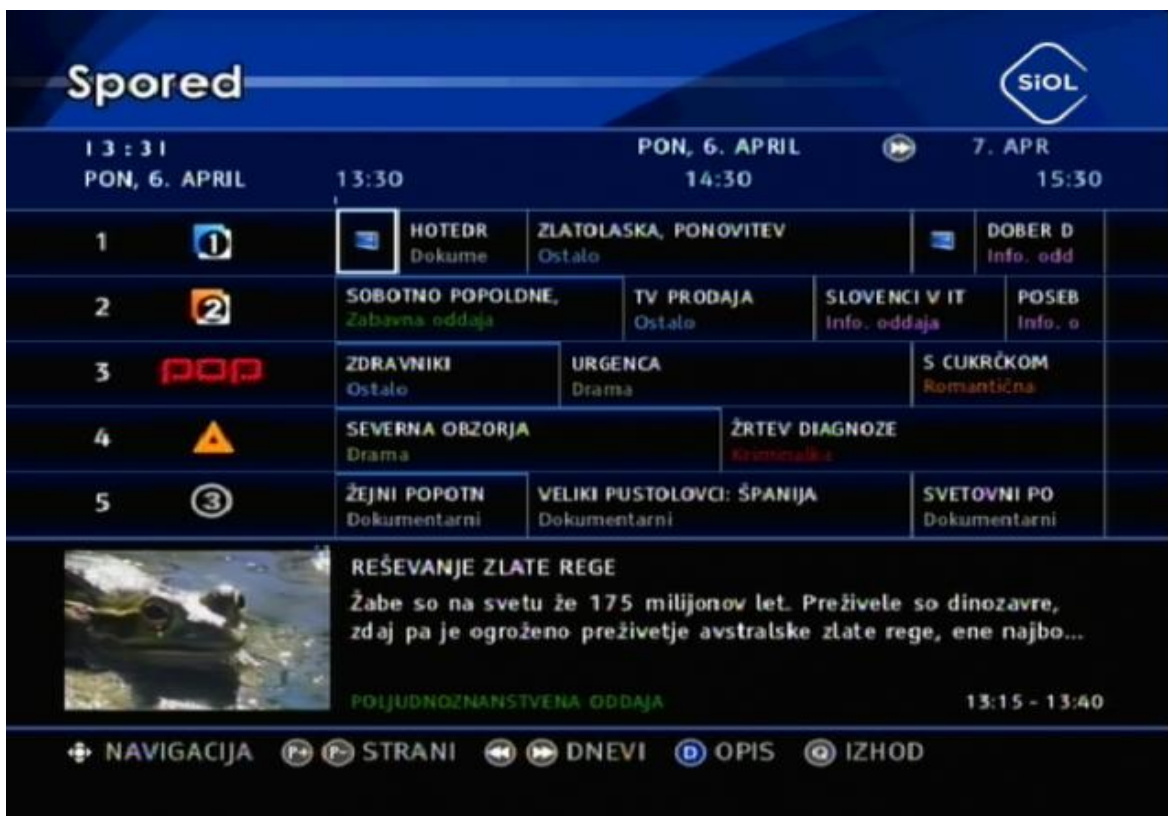 Spored
SiOL
13:31 PON, 6. APRIL 7. APR
PON, 6. APRIL 13:30 14:30 15:30
1 1 HOTEDR ZLATOLASKA, PONOVITEV DOBER D
Dokume Ostalo Info. odd
2 2 SOBOTNO POPOLDNE, TV PRODAJA SLOVENCI V IT POSEB
Zabavna oddaja Ostalo Info. oddaja Info. o
3 POP ZDRAVNIKI URGENCA S CUKRČKOM
Ostalo Drama Romantična
4 SEVERNA OBZORJA ŽRTEV DIAGNOZE
Drama Kriminalka
5 3 ŽEJNI POPOTN VELIKI PUSTOLOVCI: ŠPANIJA SVETOVNI PO
Dokumentarni Dokumentarni Dokumentarni
REŠEVANJE ZLATE REGE
Žabe so na svetu že 175 milijonov let. Preživele so dinozavre,
zdaj pa je ogroženo preživetje avstralske zlate rege, ene najbo...
POLJUDNOZNANSTVENA ODDAJA 13:15 - 13:40
NAVIGACIJA P+ P- STRANI DNEVI D OPIS Q IZHOD